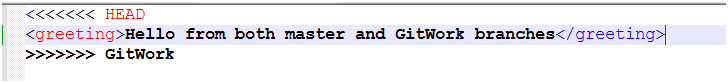 <<<<<<< HEAD
<greeting>Hello from both master and GitWork branches</greeting>
>>>>>>> GitWork